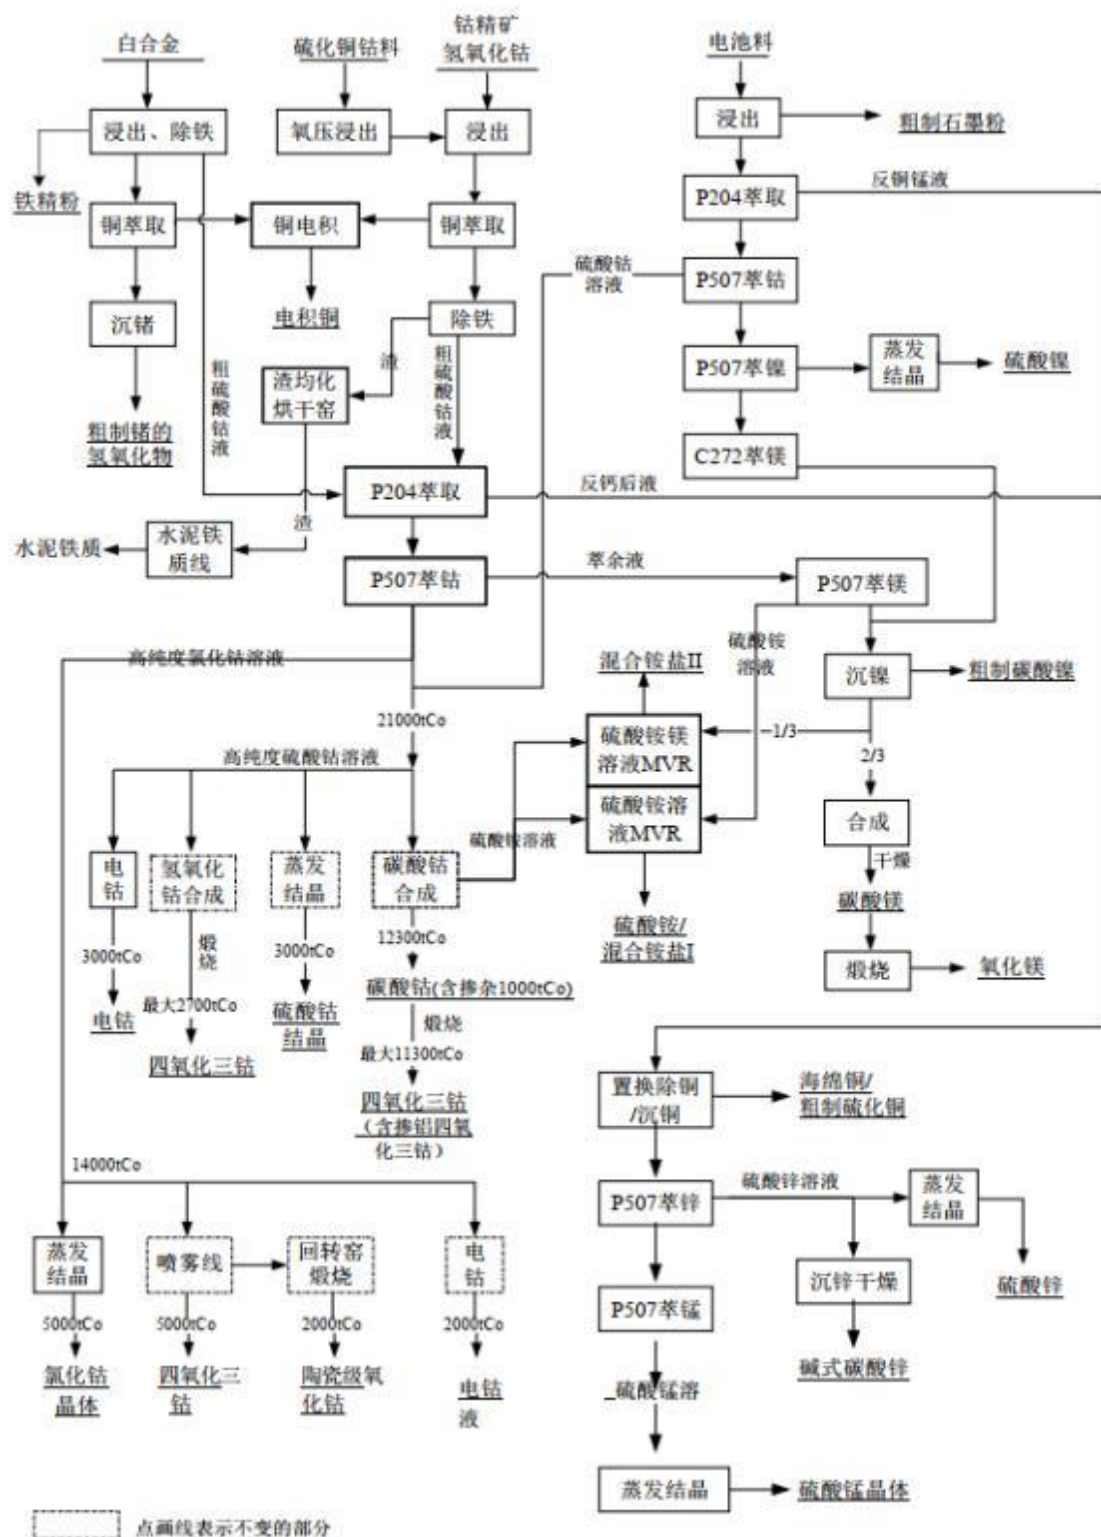 白合金
硫化铜钴料
钴精矿
氢氧化钴
电池料
浸出、除铁
氧压浸出
浸出
浸出
粗制石墨粉
铁精粉
反铜锰液
P204萃取
铜萃取
铜电积
铜萃取
硫酸钴
溶液
P507萃钴
沉锗
电积铜
除铁
渣
粗硫酸钴液
粗硫酸钴液
渣均化
烘干窑
P507萃镍
蒸发
结晶
硫酸镍
粗制锗的
氢氧化物
C272萃镁
P204萃取
反钙后液
渣
水泥铁质
水泥铁
质线
P507萃钴
萃余液
P507萃镁
高纯度氯化钴溶液
硫酸铵
溶液
混合铵盐II
沉镍
粗制碳酸镍
21000tCo
硫酸铵镁
溶液MVR
1/3
2/3
高纯度硫酸钴溶液
硫酸铵溶
液MVR
硫酸铵溶液
合成
干燥
电
钴
氢氧化
钴合成
蒸发
结晶
碳酸钴
合成
碳酸镁
3000tCo
煅
烧
3000tCo
12300tCo
硫酸铵/
混合铵盐I
煅烧
氧化镁
最大2700tCo
碳酸钴(含掺杂1000tCo)
电钴
硫酸钴
结晶
煅烧
最大11300tCo
四氧化三钴
四氧化三钴
（含掺铝四氧
化三钴）
置换除铜
/沉铜
海绵铜/
粗制硫化铜
14000tCo
P507萃锌
硫酸锌溶液
蒸发
结晶
蒸发
结晶
喷雾线
回转窑
煅烧
电
钴
沉锌干燥
硫酸锌
P507萃锰
5000tCo
5000tCo
2000tCo
2000tCo
氯化钴
晶体
四氧化三
钴
陶瓷级氧
化钴
电钴
液
碱式碳酸锌
硫酸锰溶
蒸发结晶
硫酸锰晶体
点画线表示不变的部分